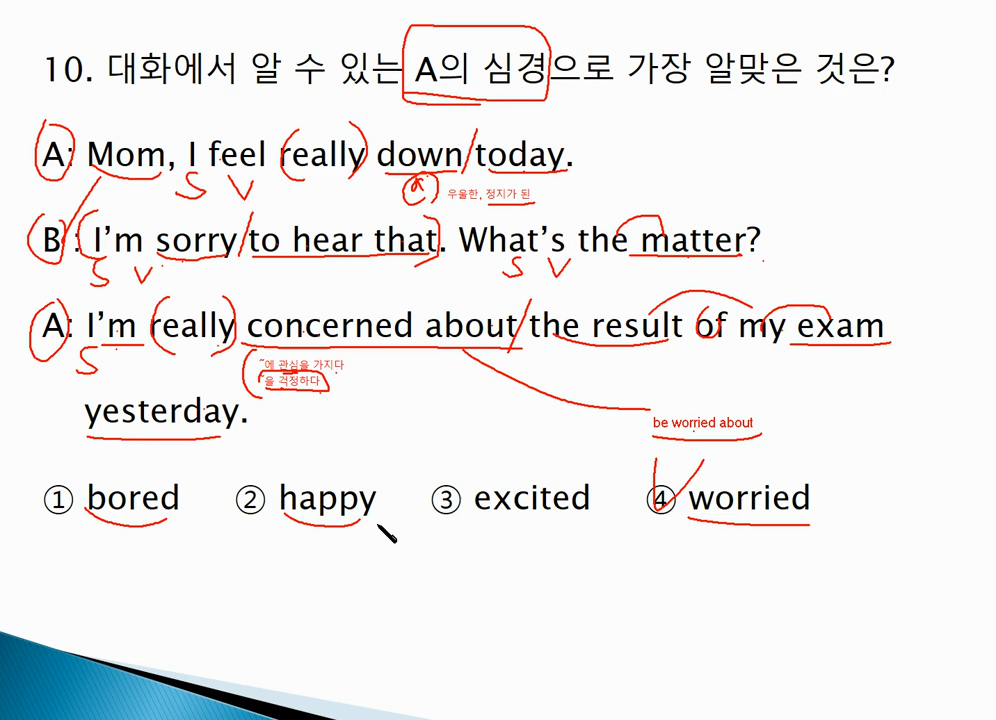 10. 대화에서 알 수 있는 A의 심경으로 가장 알맞은 것은?
A: Mom, I feel really down today.
S V ⓐ 우울한, 정지가 된
B : I'm sorry to hear that. What's the matter?
S V S V
A: I'm really concerned about the result of my exam
S ~에 관심을 가지다
~을 걱정하다
yesterday.
be worried about
① bored ② happy ③ excited ④ worried